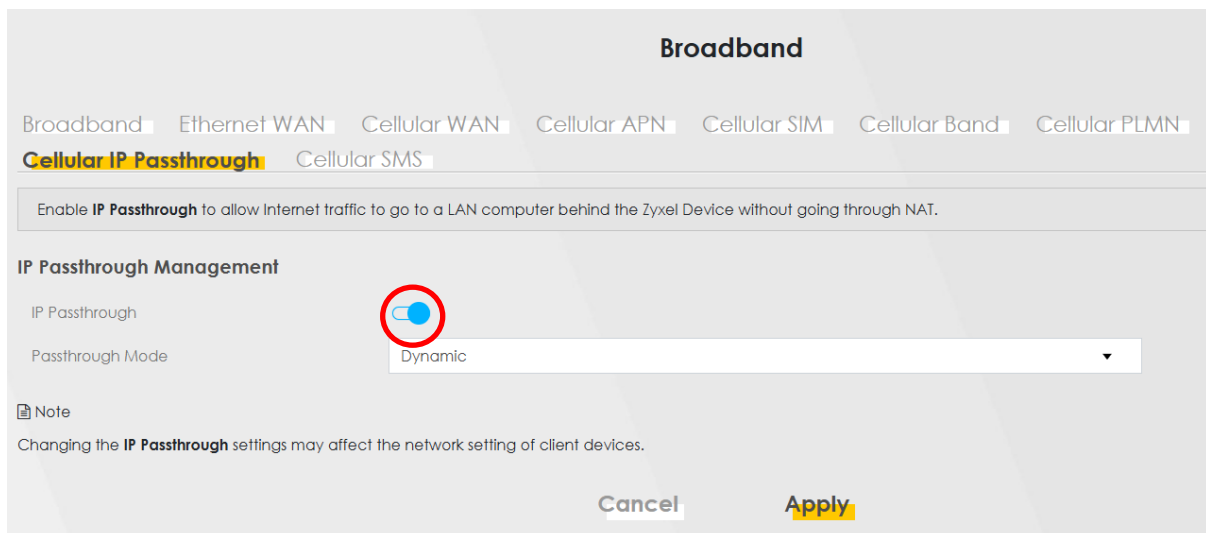 Broadband
Broadband Ethernet WAN Cellular WAN Cellular APN Cellular SIM Cellular Band Cellular PLMN
Cellular IP Passthrough Cellular SMS
Enable IP Passthrough to allow Internet traffic to go to a LAN computer behind the Zyxel Device without going through NAT.
IP Passthrough Management
IP Passthrough
Passthrough Mode Dynamic
Note
Changing the IP Passthrough settings may affect the network setting of client devices.
Cancel Apply